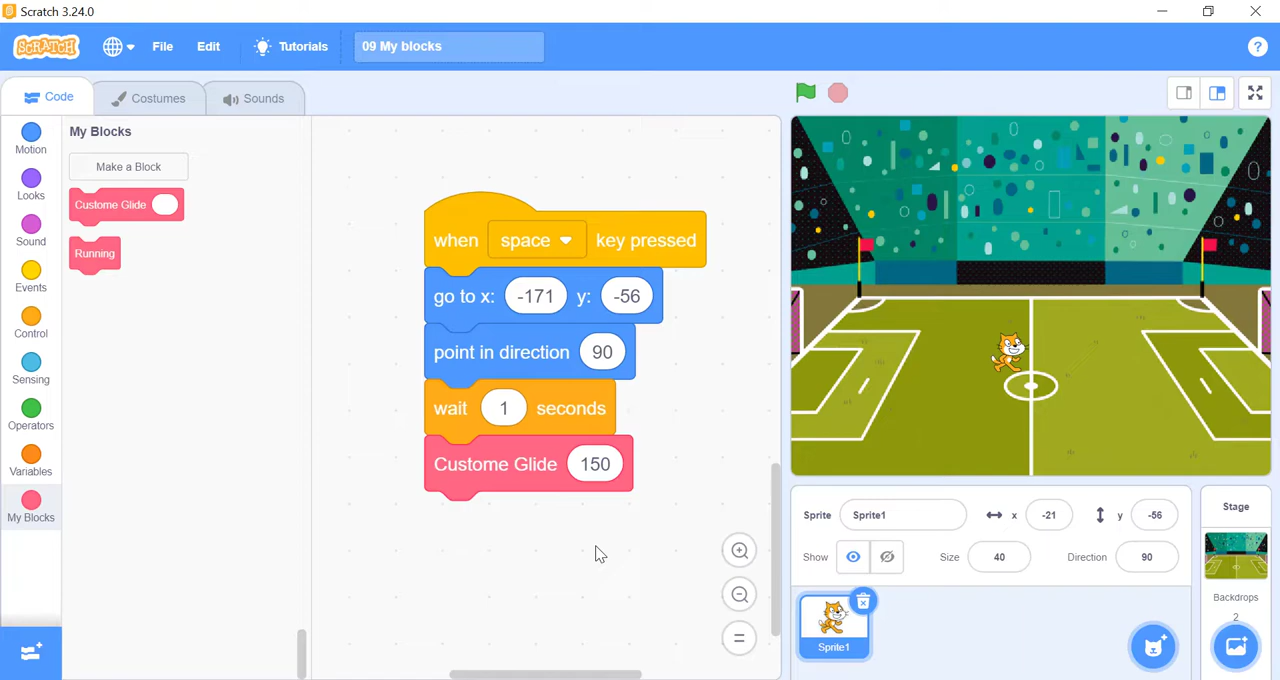 Scratch 3.24.0
SCRATCH
File
Edit
Tutorials
09 My blocks
?
Code
Costumes
Sounds
Motion
Looks
Sound
Events
Control
Sensing
Operators
Variables
My Blocks
My Blocks
Make a Block
Custome Glide
Running
when space key pressed
go to x: -171 y: -56
point in direction 90
wait 1 seconds
Custome Glide 150
Sprite Sprite1 x -21 y -56
Show Size 40 Direction 90
Sprite1
Stage
Backdrops
2